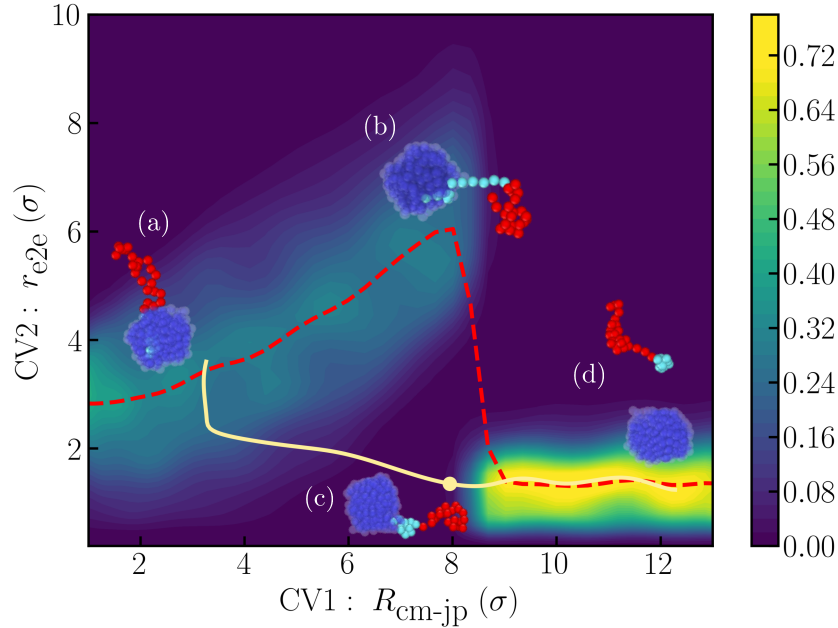 10
8
6
4
2
CV2 : r_e2e (σ)
(a)
(b)
(c)
(d)
2 4 6 8 10 12
CV1 : R_cm-jp (σ)
0.72
0.64
0.56
0.48
0.40
0.32
0.24
0.16
0.08
0.00